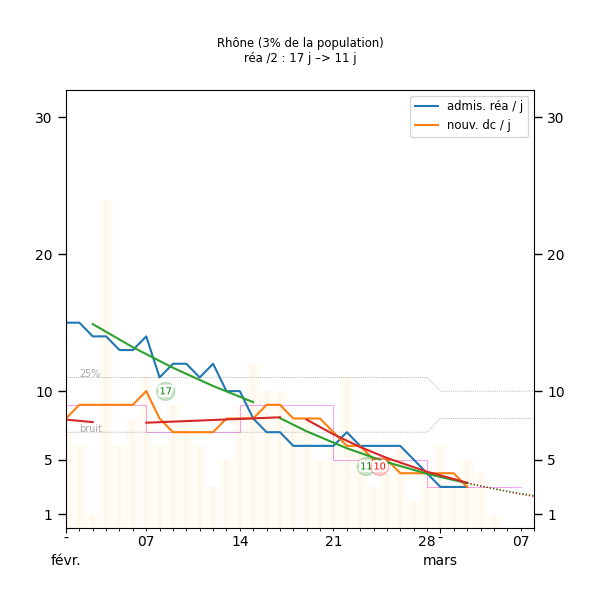 Rhône (3% de la population)
réa /2 : 17 j –> 11 j
admis. réa / j
nouv. dc / j
30 30
20 20
25%
10 10
17
bruit
5 5
11 10
1 1
- 07 14 21 28 - 07
févr. mars